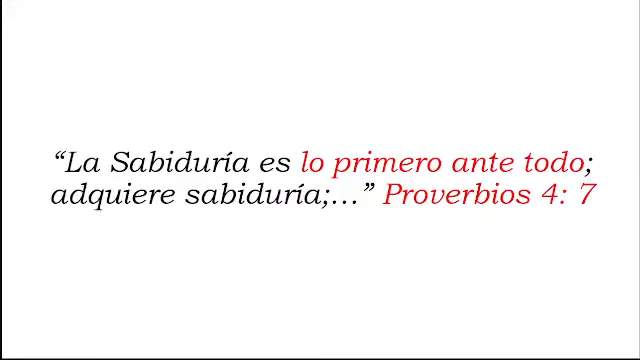 “La Sabiduría es lo primero ante todo;
adquiere sabiduría;…” Proverbios 4: 7